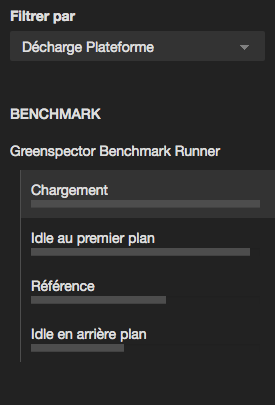 Filtrer par
Décharge Plateforme
BENCHMARK
Greenspector Benchmark Runner
Chargement
Idle au premier plan
Référence
Idle en arrière plan